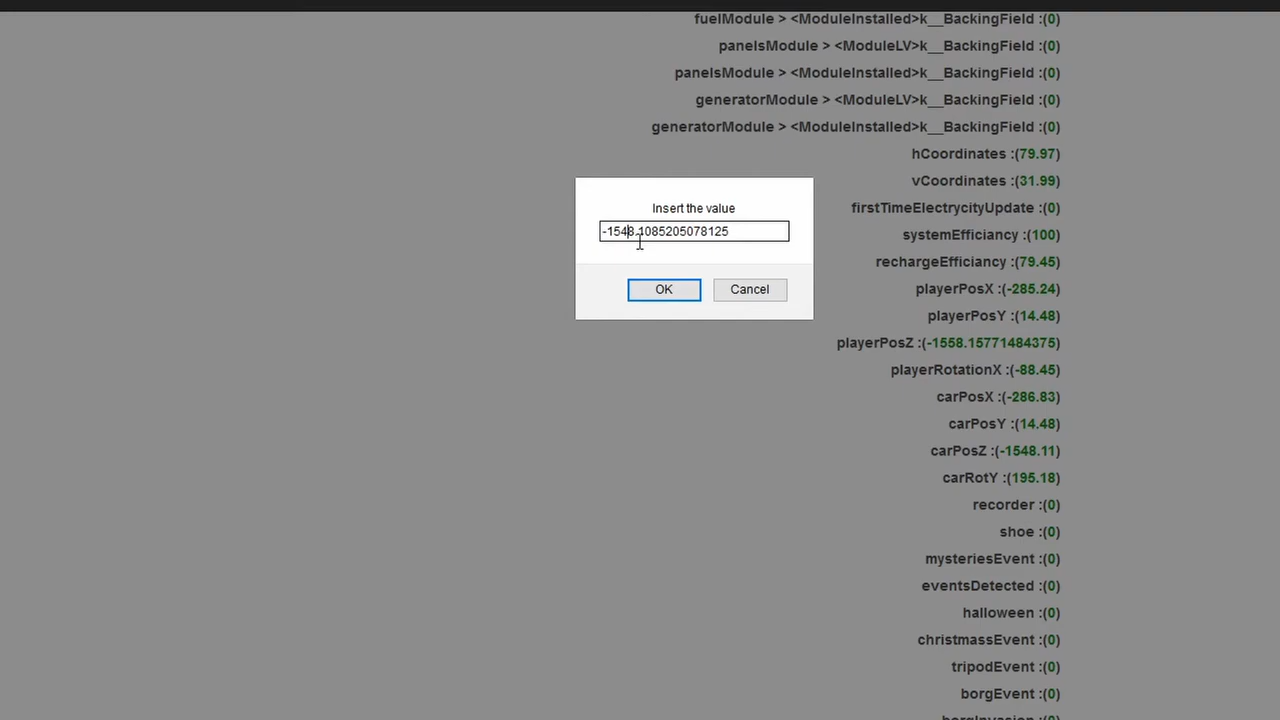 fuelModule > <ModuleInstalled>k__BackingField :(0)
panelsModule > <ModuleLV>k__BackingField :(0)
panelsModule > <ModuleInstalled>k__BackingField :(0)
generatorModule > <ModuleLV>k__BackingField :(0)
generatorModule > <ModuleInstalled>k__BackingField :(0)
hCoordinates :(79.97)
vCoordinates :(31.99)
Insert the value
-1548.1085205078125
OK
Cancel
firstTimeElectrycityUpdate :(0)
systemEfficiancy :(100)
rechargeEfficiancy :(79.45)
playerPosX :(-285.24)
playerPosY :(14.48)
playerPosZ :(-1558.15771484375)
playerRotationX :(-88.45)
carPosX :(-286.83)
carPosY :(14.48)
carPosZ :(-1548.11)
carRotY :(195.18)
recorder :(0)
shoe :(0)
mysteriesEvent :(0)
eventsDetected :(0)
halloween :(0)
christmassEvent :(0)
tripodEvent :(0)
borgEvent :(0)
borgInvasion :(0)